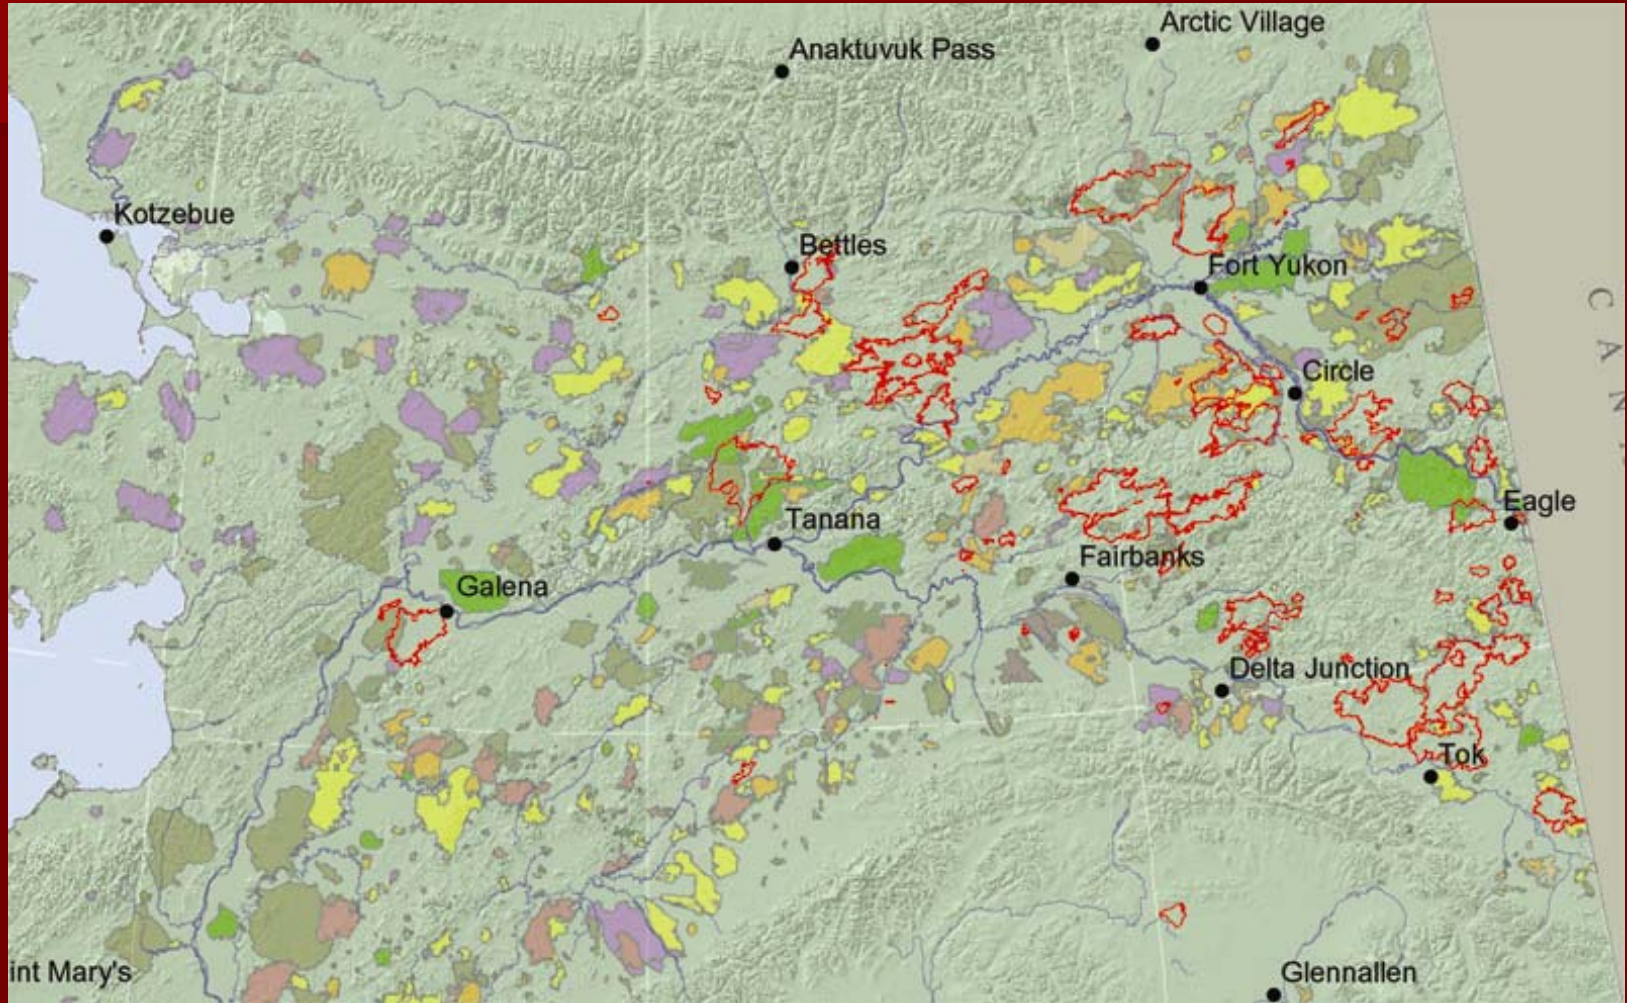 Arctic Village
Anaktuvuk Pass
Kotzebue
Bettles
Fort Yukon
C A N
Circle
Eagle
Tanana
Fairbanks
Galena
Delta Junction
Tok
int Mary's
Glennallen